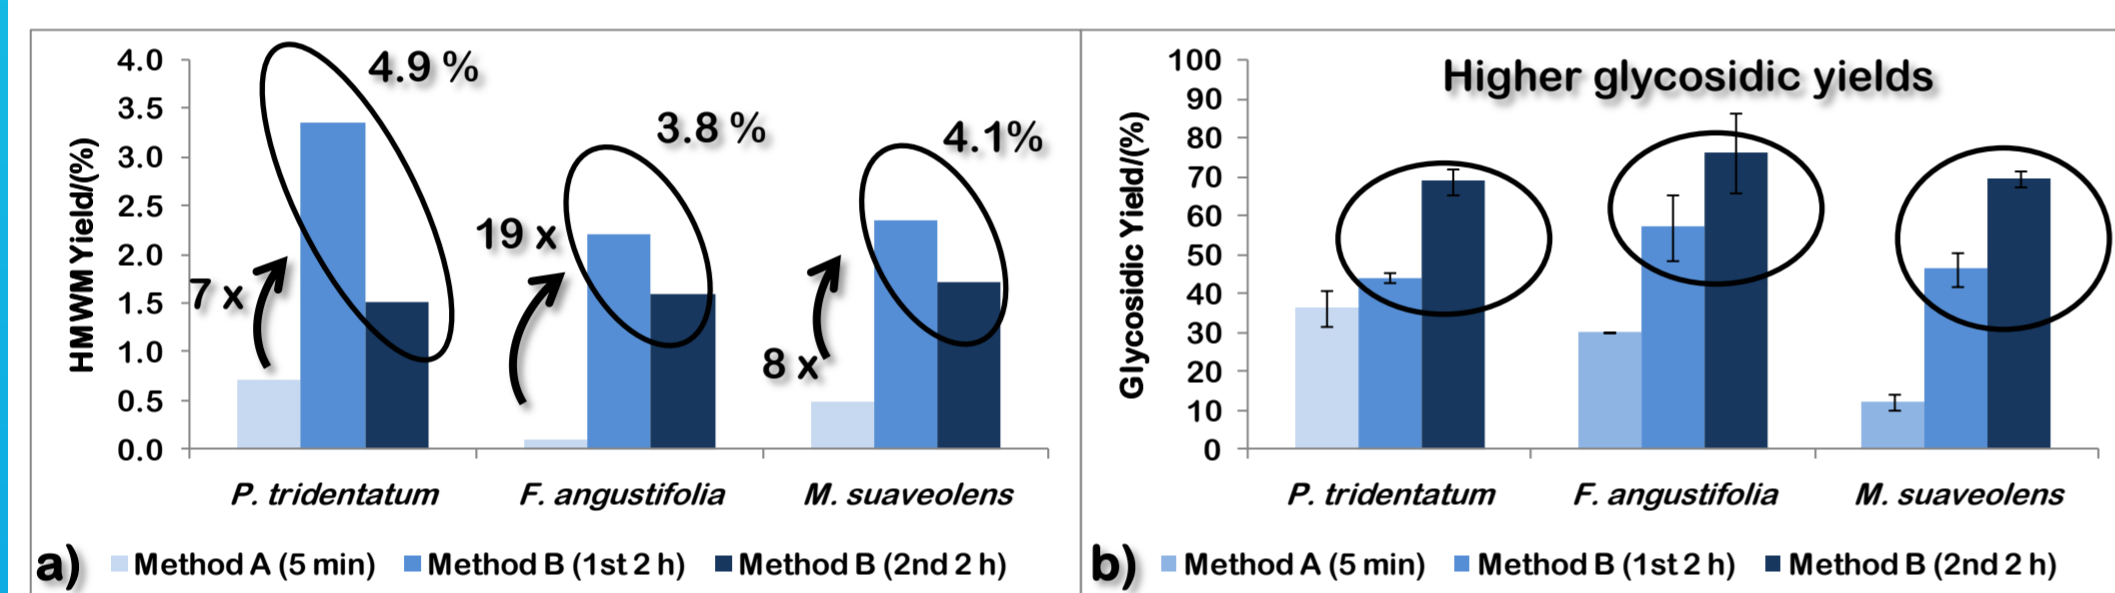 4.0
3.5
3.0
2.5
2.0
1.5
1.0
0.5
0.0
HMWM Yield/(%)
4.9 %
3.8 %
4.1%
7 x
19 x
8 x
P. tridentatum
F. angustifolia
M. suaveolens
a)
Method A (5 min)
Method B (1st 2 h)
Method B (2nd 2 h)
100
90
80
70
60
50
40
30
20
10
0
Glycosidic Yield/(%)
Higher glycosidic yields
P. tridentatum
F. angustifolia
M. suaveolens
b)
Method A (5 min)
Method B (1st 2 h)
Method B (2nd 2 h)